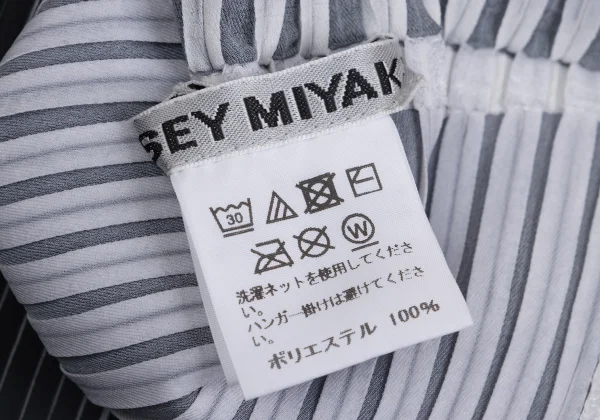 SEY MIYAK
30
W
洗濯ネットを使用してくださ
い。
ハンガー掛けは避けてくださ
い。
ポリエステル 100%